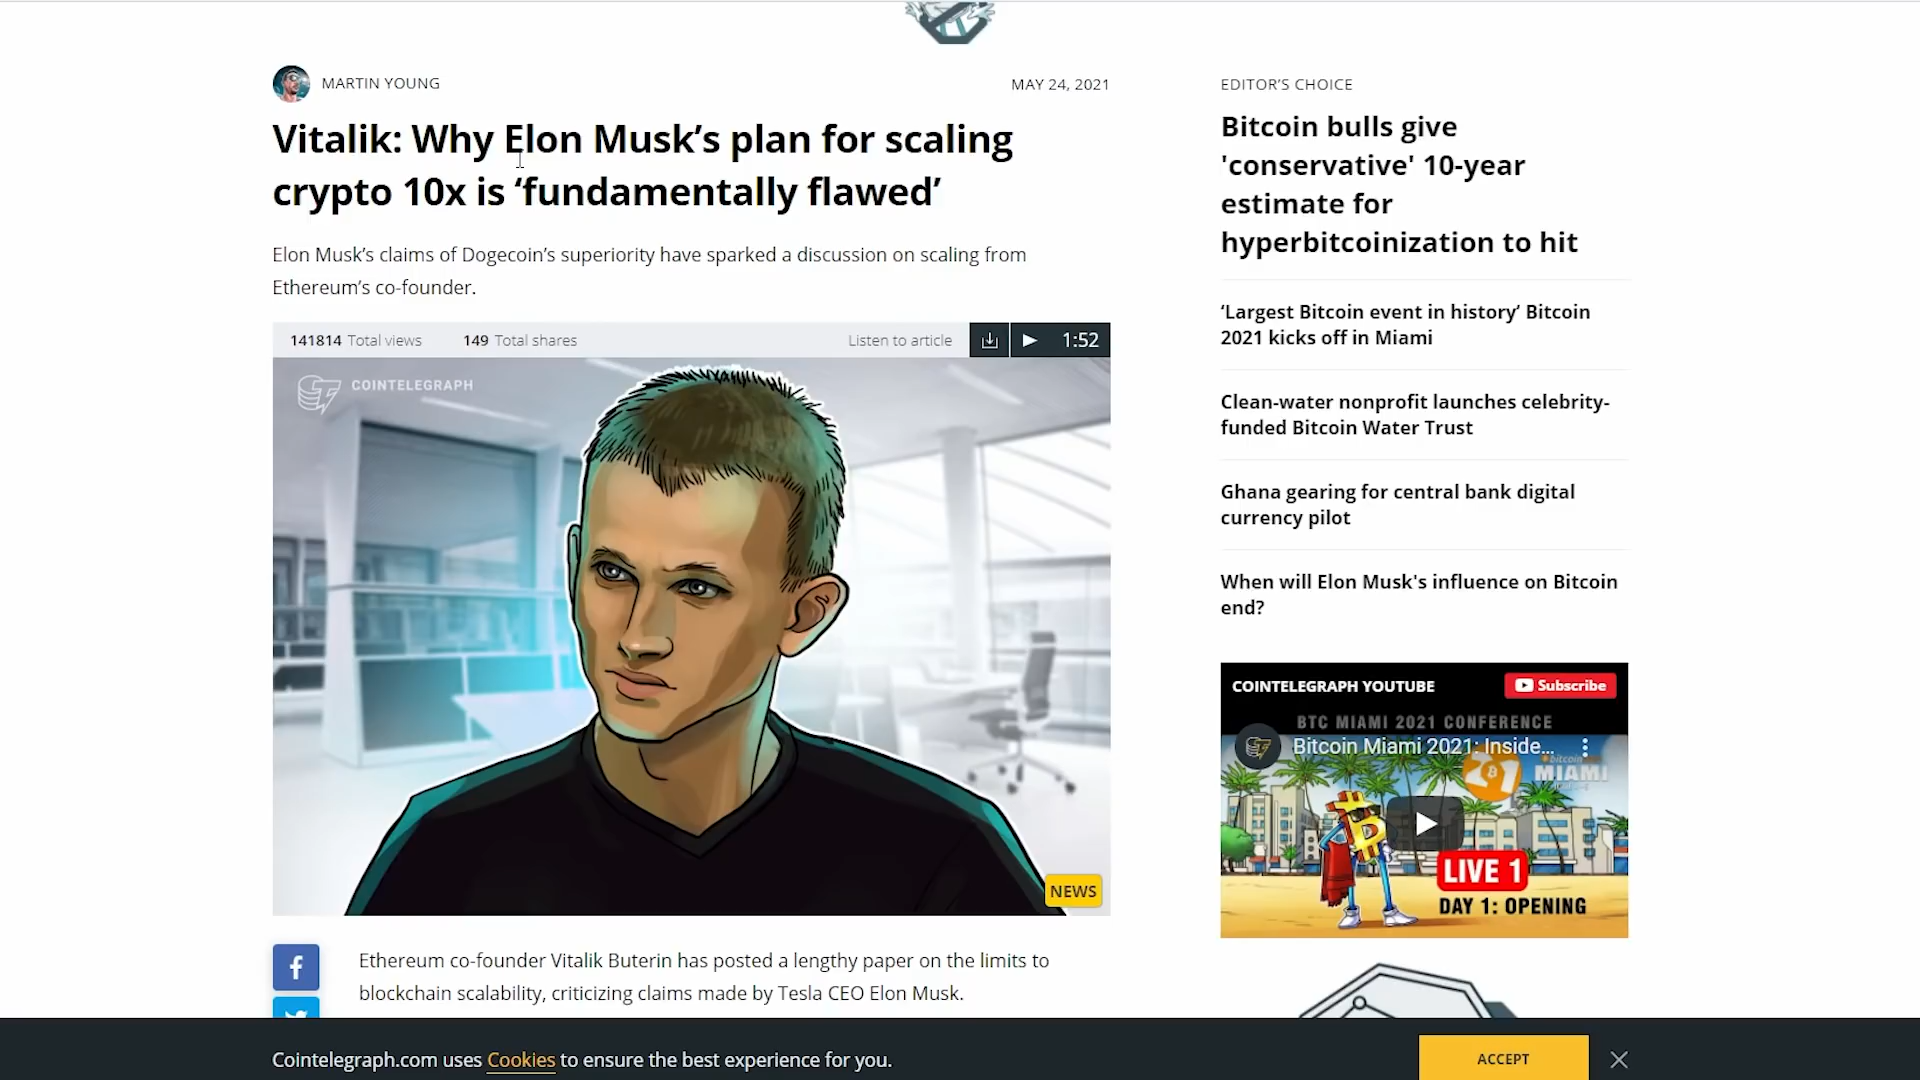 MARTIN YOUNG
MAY 24, 2021
Vitalik: Why Elon Musk’s plan for scaling
crypto 10x is ‘fundamentally flawed’
Elon Musk’s claims of Dogecoin’s superiority have sparked a discussion on scaling from
Ethereum’s co-founder.
141814 Total views 149 Total shares Listen to article 1:52
COINTELEGRAPH
NEWS
Ethereum co-founder Vitalik Buterin has posted a lengthy paper on the limits to
blockchain scalability, criticizing claims made by Tesla CEO Elon Musk.
EDITOR’S CHOICE
Bitcoin bulls give
'conservative' 10-year
estimate for
hyperbitcoinization to hit
‘Largest Bitcoin event in history’ Bitcoin
2021 kicks off in Miami
Clean-water nonprofit launches celebrity-
funded Bitcoin Water Trust
Ghana gearing for central bank digital
currency pilot
When will Elon Musk's influence on Bitcoin
end?
COINTELEGRAPH YOUTUBE Subscribe
BTC MIAMI 2021 CONFERENCE
Bitcoin Miami 2021: Inside...
bitcoin
MIAMI
LIVE 1
DAY 1: OPENING
Cointelegraph.com uses Cookies to ensure the best experience for you.
ACCEPT